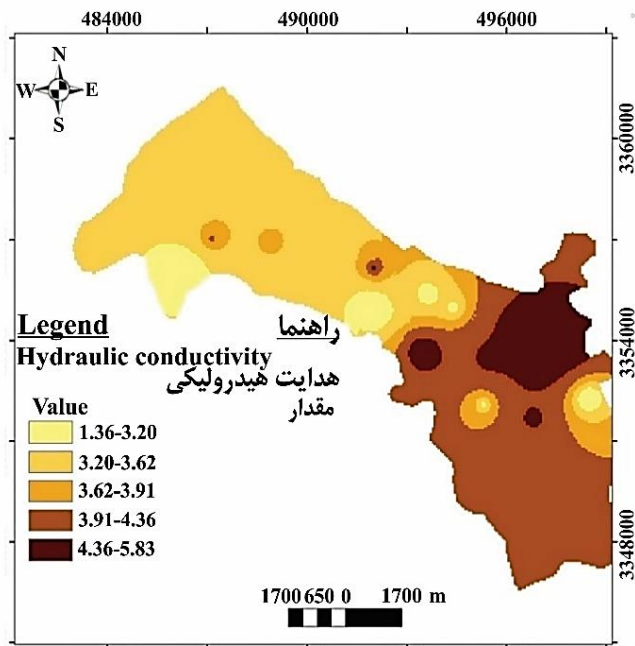 484000 490000 496000
N
W E
S
3360000
3354000
3348000
Legend راهنما
Hydraulic conductivity
هدایت هیدرولیکی
Value مقدار
1.36-3.20
3.20-3.62
3.62-3.91
3.91-4.36
4.36-5.83
1700 650 0 1700 m